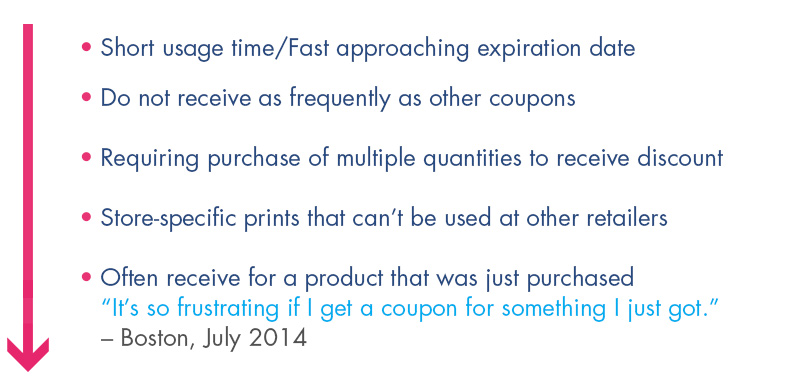 • Short usage time/Fast approaching expiration date
• Do not receive as frequently as other coupons
• Requiring purchase of multiple quantities to receive discount
• Store-specific prints that can’t be used at other retailers
• Often receive for a product that was just purchased
“It’s so frustrating if I get a coupon for something I just got.”
– Boston, July 2014